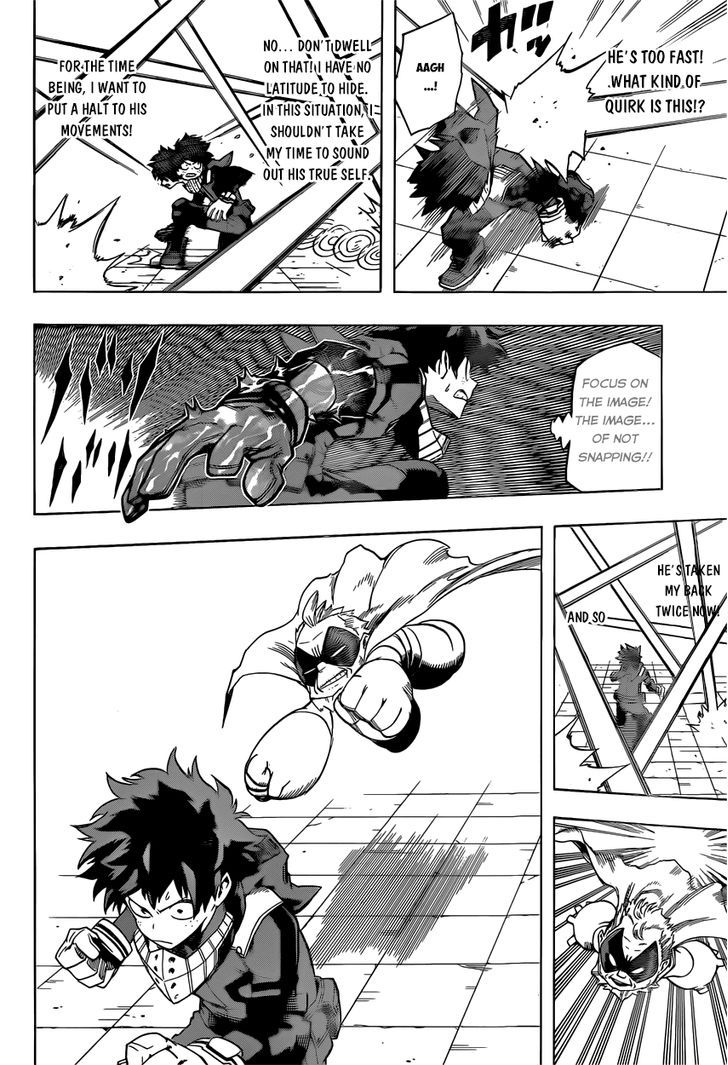 HE'S TOO FAST!
WHAT KIND OF
QUIRK IS THIS!?
AAGH
...!
NO... DON'T DWELL
ON THAT! I HAVE NO
LATITUDE TO HIDE.
IN THIS SITUATION, I
SHOULDN'T TAKE
MY TIME TO SOUND
OUT HIS TRUE SELF.
FOR THE TIME
BEING, I WANT TO
PUT A HALT TO HIS
MOVEMENTS!
FOCUS ON
THE IMAGE!
THE IMAGE...
OF NOT
SNAPPING!!
HE'S TAKEN
MY BACK
TWICE NOW.
AND SO